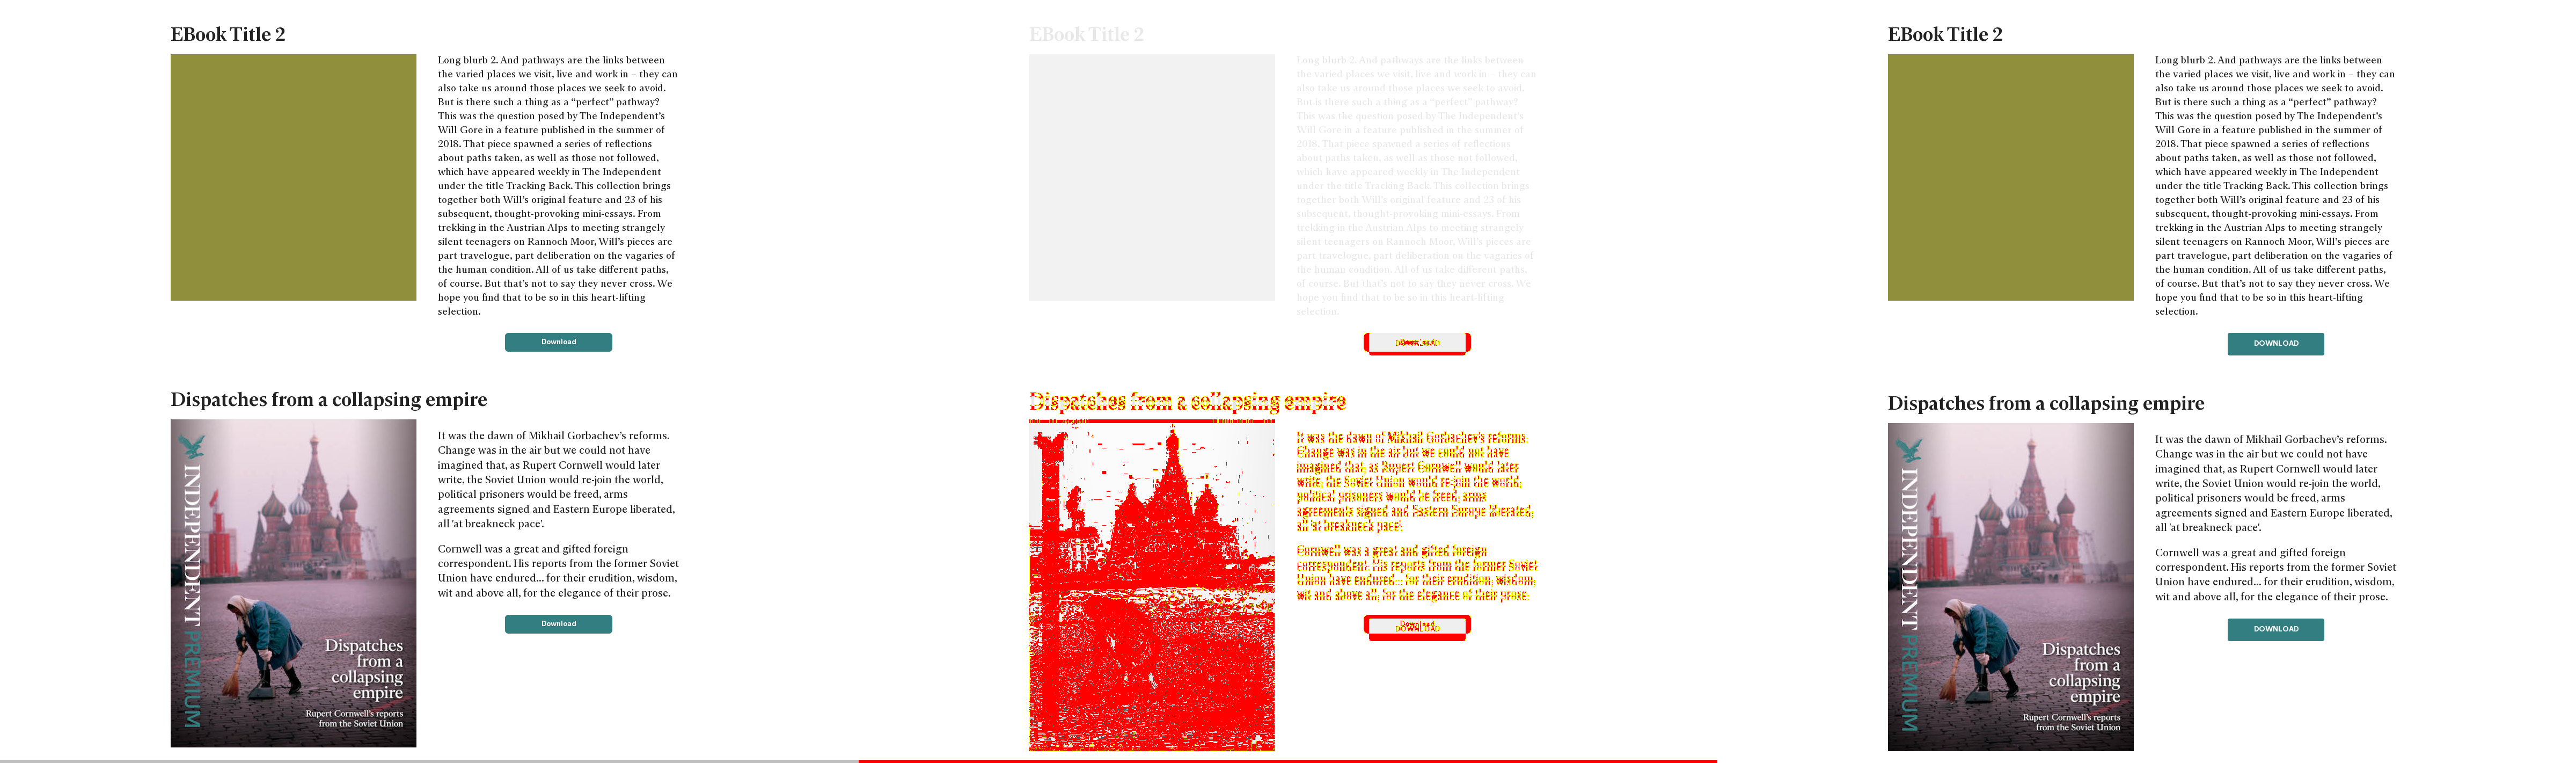 EBook Title 2
Long blurb 2. And pathways are the links between
the varied places we visit, live and work in – they can
also take us around those places we seek to avoid.
But is there such a thing as a “perfect” pathway?
This was the question posed by The Independent’s
Will Gore in a feature published in the summer of
2018. That piece spawned a series of reflections
about paths taken, as well as those not followed,
which have appeared weekly in The Independent
under the title Tracking Back. This collection brings
together both Will’s original feature and 23 of his
subsequent, thought-provoking mini-essays. From
trekking in the Austrian Alps to meeting strangely
silent teenagers on Rannoch Moor, Will’s pieces are
part travelogue, part deliberation on the vagaries of
the human condition. All of us take different paths,
of course. But that’s not to say they never cross. We
hope you find that to be so in this heart-lifting
selection.
Download
Dispatches from a collapsing empire
INDEPENDENT PREMIUM
Dispatches
from a
collapsing
empire
Rupert Cornwell’s reports
from the Soviet Union
It was the dawn of Mikhail Gorbachev’s reforms.
Change was in the air but we could not have
imagined that, as Rupert Cornwell would later
write, the Soviet Union would re-join the world,
political prisoners would be freed, arms
agreements signed and Eastern Europe liberated,
all 'at breakneck pace'.
Cornwell was a great and gifted foreign
correspondent. His reports from the former Soviet
Union have endured... for their erudition, wisdom,
wit and above all, for the elegance of their prose.
Download
EBook Title 2
Long blurb 2. And pathways are the links between
the varied places we visit, live and work in – they can
also take us around those places we seek to avoid.
But is there such a thing as a “perfect” pathway?
This was the question posed by The Independent’s
Will Gore in a feature published in the summer of
2018. That piece spawned a series of reflections
about paths taken, as well as those not followed,
which have appeared weekly in The Independent
under the title Tracking Back. This collection brings
together both Will’s original feature and 23 of his
subsequent, thought-provoking mini-essays. From
trekking in the Austrian Alps to meeting strangely
silent teenagers on Rannoch Moor, Will’s pieces are
part travelogue, part deliberation on the vagaries of
the human condition. All of us take different paths,
of course. But that’s not to say they never cross. We
hope you find that to be so in this heart-lifting
selection.
Dispatches from a collapsing empire
It was the dawn of Mikhail Gorbachev’s reforms.
Change was in the air but we could not have
imagined that, as Rupert Cornwell would later
write, the Soviet Union would re-join the world,
political prisoners would be freed, arms
agreements signed and Eastern Europe liberated,
all 'at breakneck pace'.
Cornwell was a great and gifted foreign
correspondent. His reports from the former Soviet
Union have endured... for their erudition, wisdom,
wit and above all, for the elegance of their prose.
Download
DOWNLOAD
EBook Title 2
Long blurb 2. And pathways are the links between
the varied places we visit, live and work in – they can
also take us around those places we seek to avoid.
But is there such a thing as a “perfect” pathway?
This was the question posed by The Independent’s
Will Gore in a feature published in the summer of
2018. That piece spawned a series of reflections
about paths taken, as well as those not followed,
which have appeared weekly in The Independent
under the title Tracking Back. This collection brings
together both Will’s original feature and 23 of his
subsequent, thought-provoking mini-essays. From
trekking in the Austrian Alps to meeting strangely
silent teenagers on Rannoch Moor, Will’s pieces are
part travelogue, part deliberation on the vagaries of
the human condition. All of us take different paths,
of course. But that’s not to say they never cross. We
hope you find that to be so in this heart-lifting
selection.
DOWNLOAD
Dispatches from a collapsing empire
INDEPENDENT PREMIUM
Dispatches
from a
collapsing
empire
Rupert Cornwell’s reports
from the Soviet Union
It was the dawn of Mikhail Gorbachev’s reforms.
Change was in the air but we could not have
imagined that, as Rupert Cornwell would later
write, the Soviet Union would re-join the world,
political prisoners would be freed, arms
agreements signed and Eastern Europe liberated,
all 'at breakneck pace'.
Cornwell was a great and gifted foreign
correspondent. His reports from the former Soviet
Union have endured... for their erudition, wisdom,
wit and above all, for the elegance of their prose.
DOWNLOAD